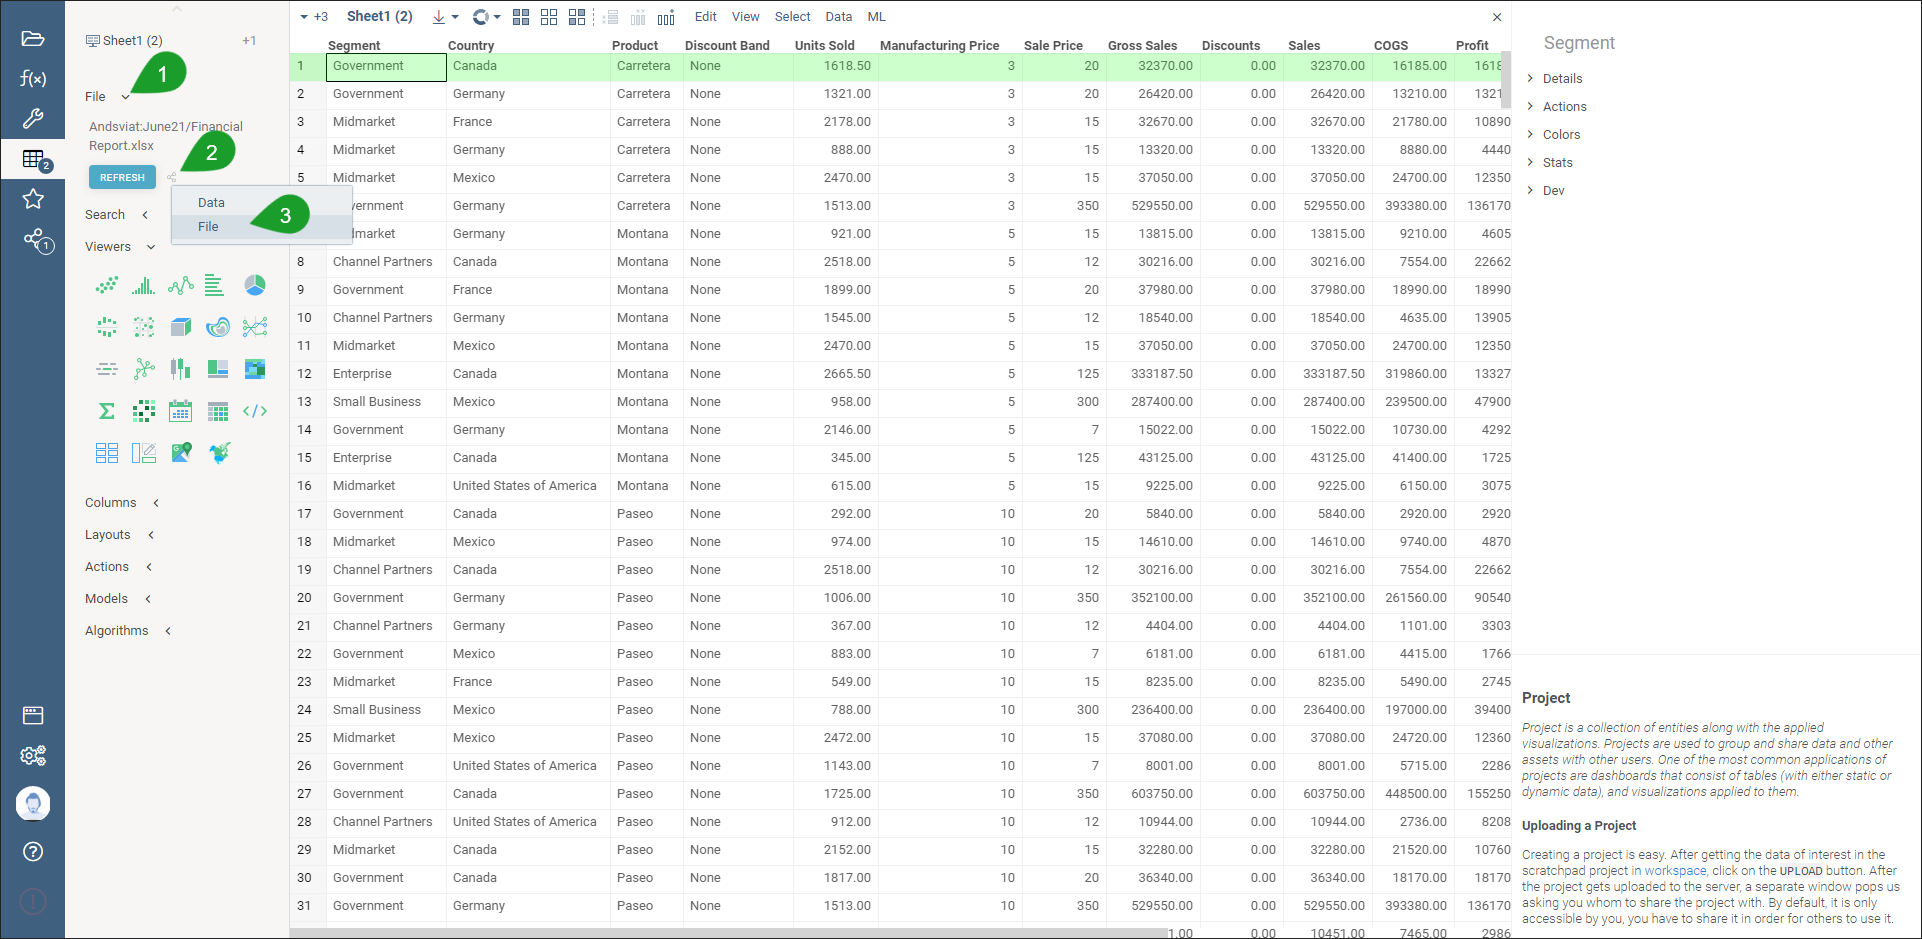 +3 Sheet1 (2) Edit View Select Data ML
Sheet1 (2) +1
1
File
Andsviat:June21/Financial
Report.xlsx
2
REFRESH
Data
File
3
Search
Viewers
2
1
Columns
Layouts
Actions
Models
Algorithms
Segment Country Product Discount Band Units Sold Manufacturing Price Sale Price Gross Sales Discounts Sales COGS Profit
1 Government Canada Carretera None 1618.50 3 20 32370.00 0.00 32370.00 16185.00 1618
2 Government Germany Carretera None 1321.00 3 20 26420.00 0.00 26420.00 13210.00 1321
3 Midmarket France Carretera None 2178.00 3 15 32670.00 0.00 32670.00 21780.00 10890
4 Midmarket Germany Carretera None 888.00 3 15 13320.00 0.00 13320.00 8880.00 4440
5 Midmarket Mexico Carretera None 2470.00 3 15 37050.00 0.00 37050.00 24700.00 12350
vernment Germany Carretera None 1513.00 3 350 529550.00 0.00 529550.00 393380.00 136170
dmarket Germany Montana None 921.00 5 15 13815.00 0.00 13815.00 9210.00 4605
8 Channel Partners Canada Montana None 2518.00 5 12 30216.00 0.00 30216.00 7554.00 22662
9 Government France Montana None 1899.00 5 20 37980.00 0.00 37980.00 18990.00 18990
10 Channel Partners Germany Montana None 1545.00 5 12 18540.00 0.00 18540.00 4635.00 13905
11 Midmarket Mexico Montana None 2470.00 5 15 37050.00 0.00 37050.00 24700.00 12350
12 Enterprise Canada Montana None 2665.50 5 125 333187.50 0.00 333187.50 319860.00 13327
13 Small Business Mexico Montana None 958.00 5 300 287400.00 0.00 287400.00 239500.00 47900
14 Government Germany Montana None 2146.00 5 7 15022.00 0.00 15022.00 10730.00 4292
15 Enterprise Canada Montana None 345.00 5 125 43125.00 0.00 43125.00 41400.00 1725
16 Midmarket United States of America Montana None 615.00 5 15 9225.00 0.00 9225.00 6150.00 3075
17 Government Canada Paseo None 292.00 10 20 5840.00 0.00 5840.00 2920.00 2920
18 Midmarket Mexico Paseo None 974.00 10 15 14610.00 0.00 14610.00 9740.00 4870
19 Channel Partners Canada Paseo None 2518.00 10 12 30216.00 0.00 30216.00 7554.00 22662
20 Government Germany Paseo None 1006.00 10 350 352100.00 0.00 352100.00 261560.00 90540
21 Channel Partners Germany Paseo None 367.00 10 12 4404.00 0.00 4404.00 1101.00 3303
22 Government Mexico Paseo None 883.00 10 7 6181.00 0.00 6181.00 4415.00 1766
23 Midmarket France Paseo None 549.00 10 15 8235.00 0.00 8235.00 5490.00 2745
24 Small Business Mexico Paseo None 788.00 10 300 236400.00 0.00 236400.00 197000.00 39400
25 Midmarket Mexico Paseo None 2472.00 10 15 37080.00 0.00 37080.00 24720.00 12360
26 Government United States of America Paseo None 1143.00 10 7 8001.00 0.00 8001.00 5715.00 2286
27 Government Canada Paseo None 1725.00 10 350 603750.00 0.00 603750.00 448500.00 155250
28 Channel Partners United States of America Paseo None 912.00 10 12 10944.00 0.00 10944.00 2736.00 8208
29 Midmarket Canada Paseo None 2152.00 10 15 32280.00 0.00 32280.00 21520.00 10760
30 Government Canada Paseo None 1817.00 10 20 36340.00 0.00 36340.00 18170.00 18170
31 Government Germany Paseo None 1513.00 10 350 529550.00 0.00 529550.00 393380.00 136170
1.00 0.00 10451.00 7465.00 2986
Segment
Details
Actions
Colors
Stats
Dev
Project
Project is a collection of entities along with the applied
visualizations. Projects are used to group and share data and other
assets with other users. One of the most common applications of
projects are dashboards that consist of tables (with either static or
dynamic data), and visualizations applied to them.
Uploading a Project
Creating a project is easy. After getting the data of interest in the
scratchpad project in workspace, click on the UPLOAD button. After
the project gets uploaded to the server, a separate window pops us
asking you whom to share the project with. By default, it is only
accessible by you, you have to share it in order for others to use it.